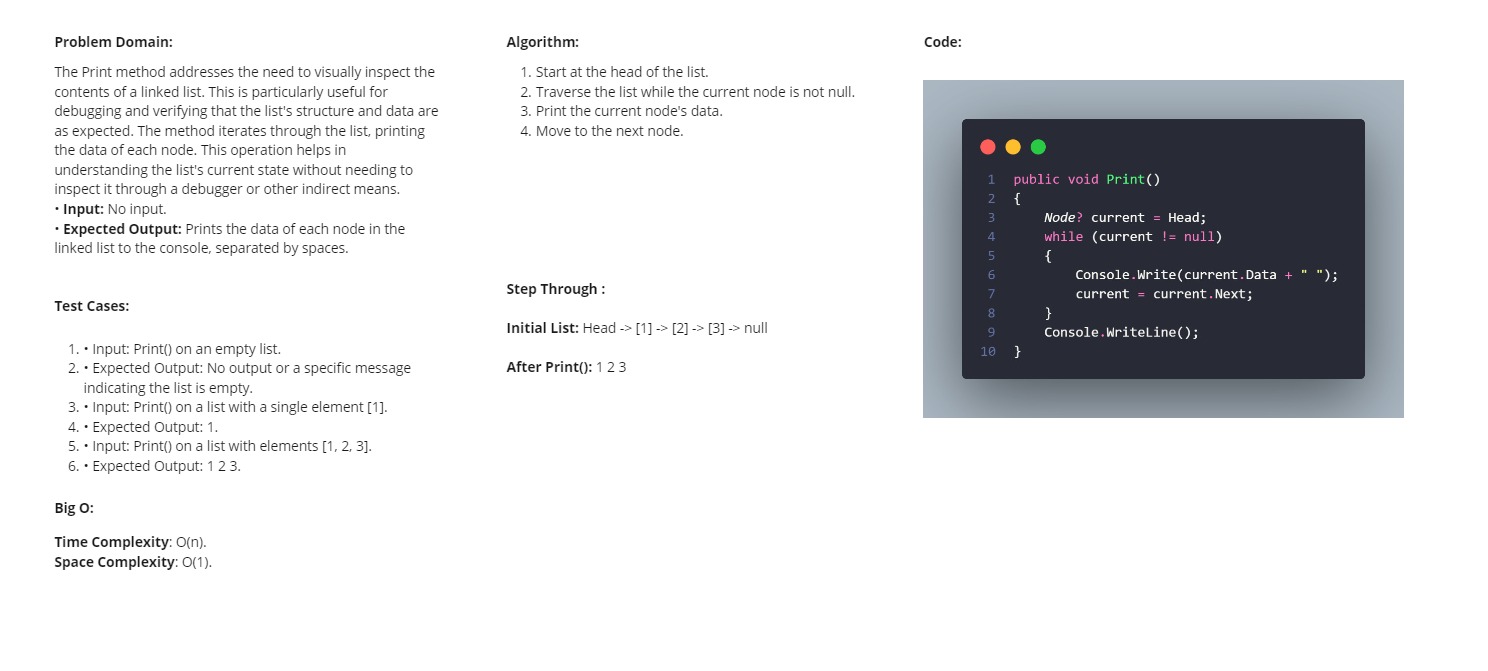 Problem Domain:
The Print method addresses the need to visually inspect the
contents of a linked list. This is particularly useful for
debugging and verifying that the list's structure and data are
as expected. The method iterates through the list, printing
the data of each node. This operation helps in
understanding the list's current state without needing to
inspect it through a debugger or other indirect means.
• Input: No input.
• Expected Output: Prints the data of each node in the
linked list to the console, separated by spaces.
Test Cases:
1. • Input: Print() on an empty list.
2. • Expected Output: No output or a specific message
indicating the list is empty.
3. • Input: Print() on a list with a single element [1].
4. • Expected Output: 1.
5. • Input: Print() on a list with elements [1, 2, 3].
6. • Expected Output: 1 2 3.
Big O:
Time Complexity: O(n).
Space Complexity: O(1).
Algorithm:
1. Start at the head of the list.
2. Traverse the list while the current node is not null.
3. Print the current node's data.
4. Move to the next node.
Step Through :
Initial List: Head -> [1] -> [2] -> [3] -> null
After Print(): 1 2 3
Code:
1 public void Print()
2 {
3     Node? current = Head;
4     while (current != null)
5     {
6         Console.Write(current.Data + " ");
7         current = current.Next;
8     }
9     Console.WriteLine();
10 }